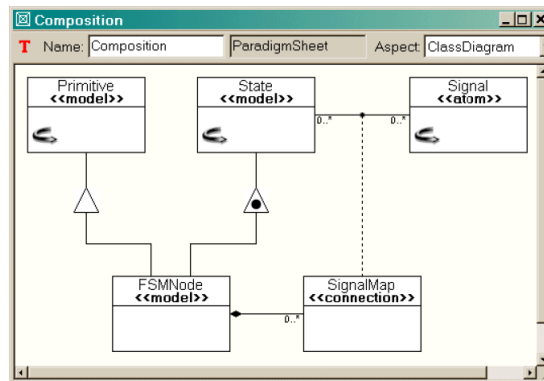 Composition
T Name: Composition ParadigmSheet Aspect: ClassDiagram
Primitive
<<model>>
State
<<model>>
Signal
<<atom>>
0..*
0..*
FSMNode
<<model>>
SignalMap
<<connection>>
0..*